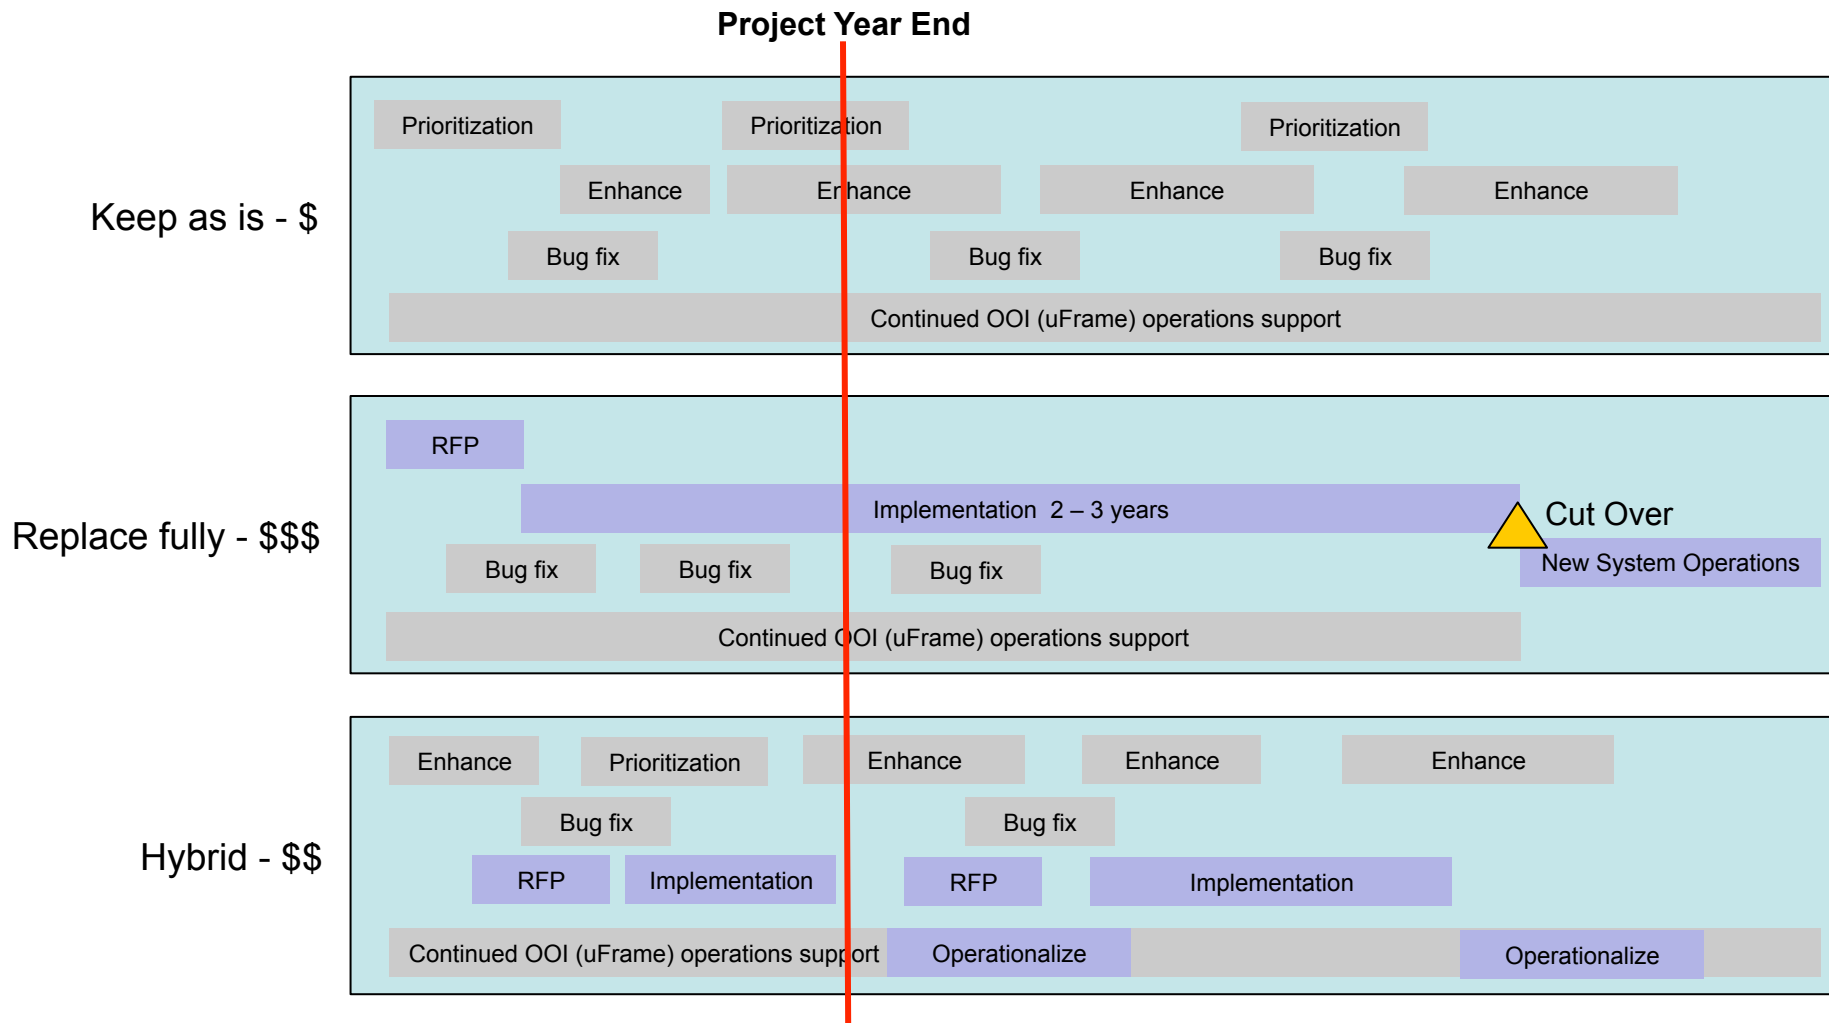 Project Year End
Prioritization
Prioritization
Prioritization
Enhance
Enhance
Enhance
Enhance
Keep as is - $
Bug fix
Bug fix
Bug fix
Continued OOI (uFrame) operations support
RFP
Implementation 2 – 3 years
Cut Over
Replace fully - $$$
Bug fix
Bug fix
Bug fix
New System Operations
Continued OOI (uFrame) operations support
Enhance
Prioritization
Enhance
Enhance
Enhance
Bug fix
Bug fix
Hybrid - $$
RFP
Implementation
RFP
Implementation
Continued OOI (uFrame) operations support
Operationalize
Operationalize